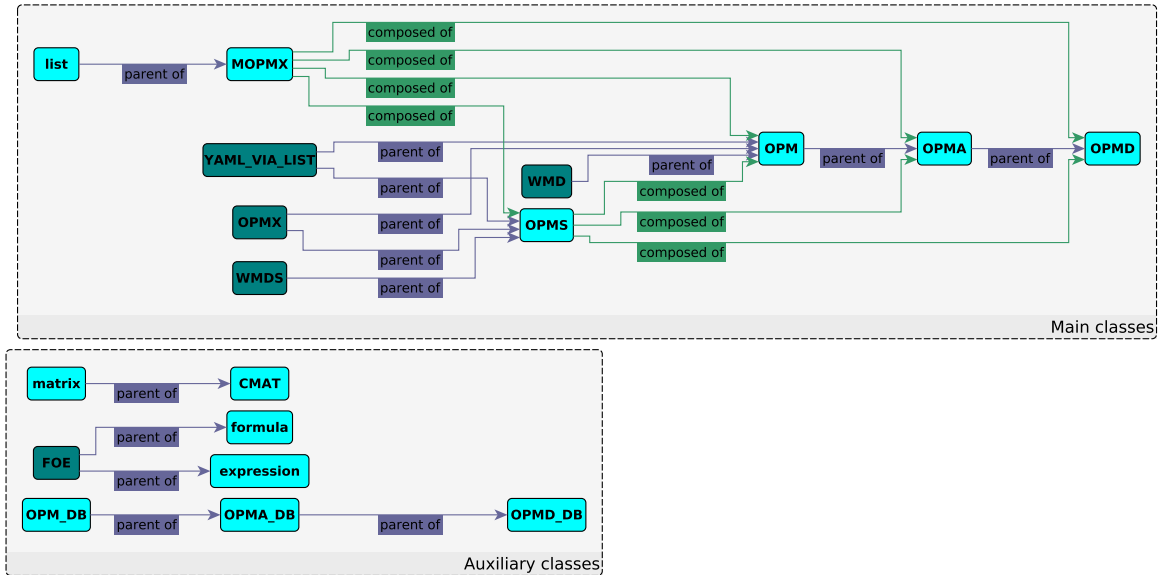 composed of
list
parent of
MOPMX
composed of
composed of
composed of
YAML_VIA_LIST
parent of
OPM
parent of
OPMA
parent of
OPMD
WMD
parent of
parent of
composed of
OPMX
parent of
OPMS
composed of
parent of
composed of
WMDS
parent of
Main classes
matrix
parent of
CMAT
parent of
formula
FOE
parent of
expression
OPM_DB
parent of
OPMA_DB
parent of
OPMD_DB
Auxiliary classes